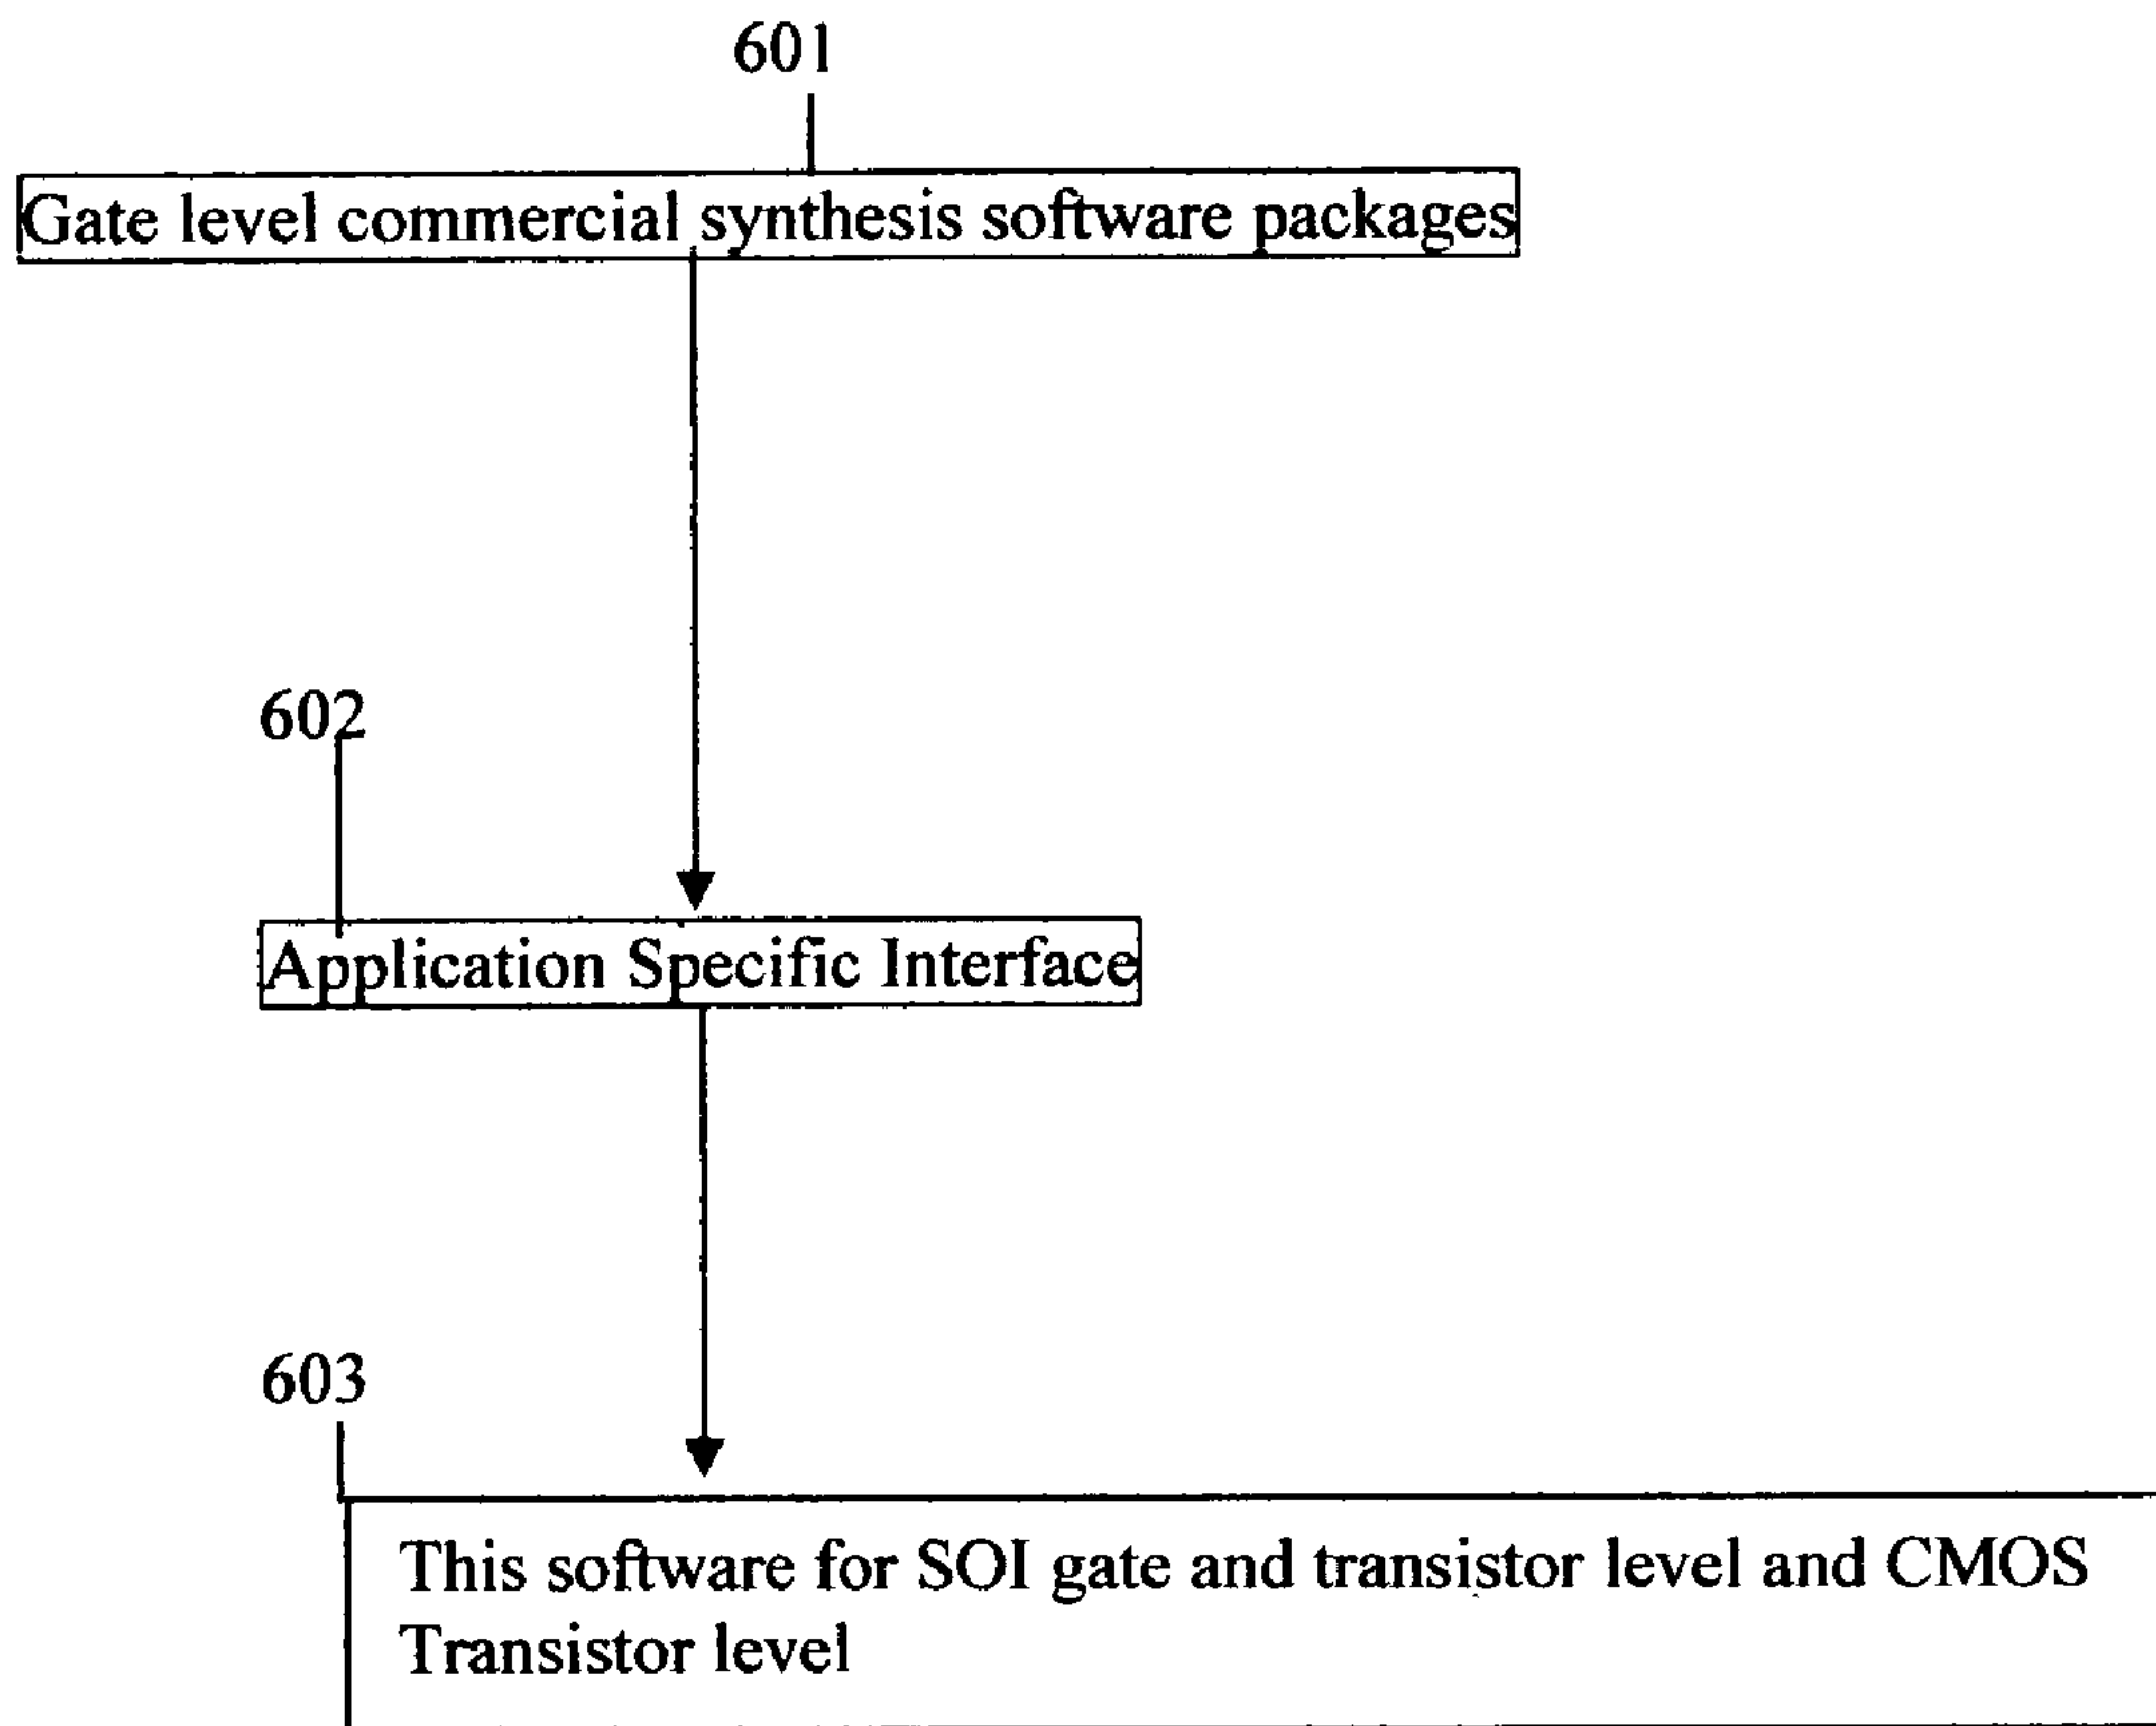 601
Gate level commercial synthesis software packages
602
Application Specific Interface
603
This software for SOI gate and transistor level and CMOS
Transistor level